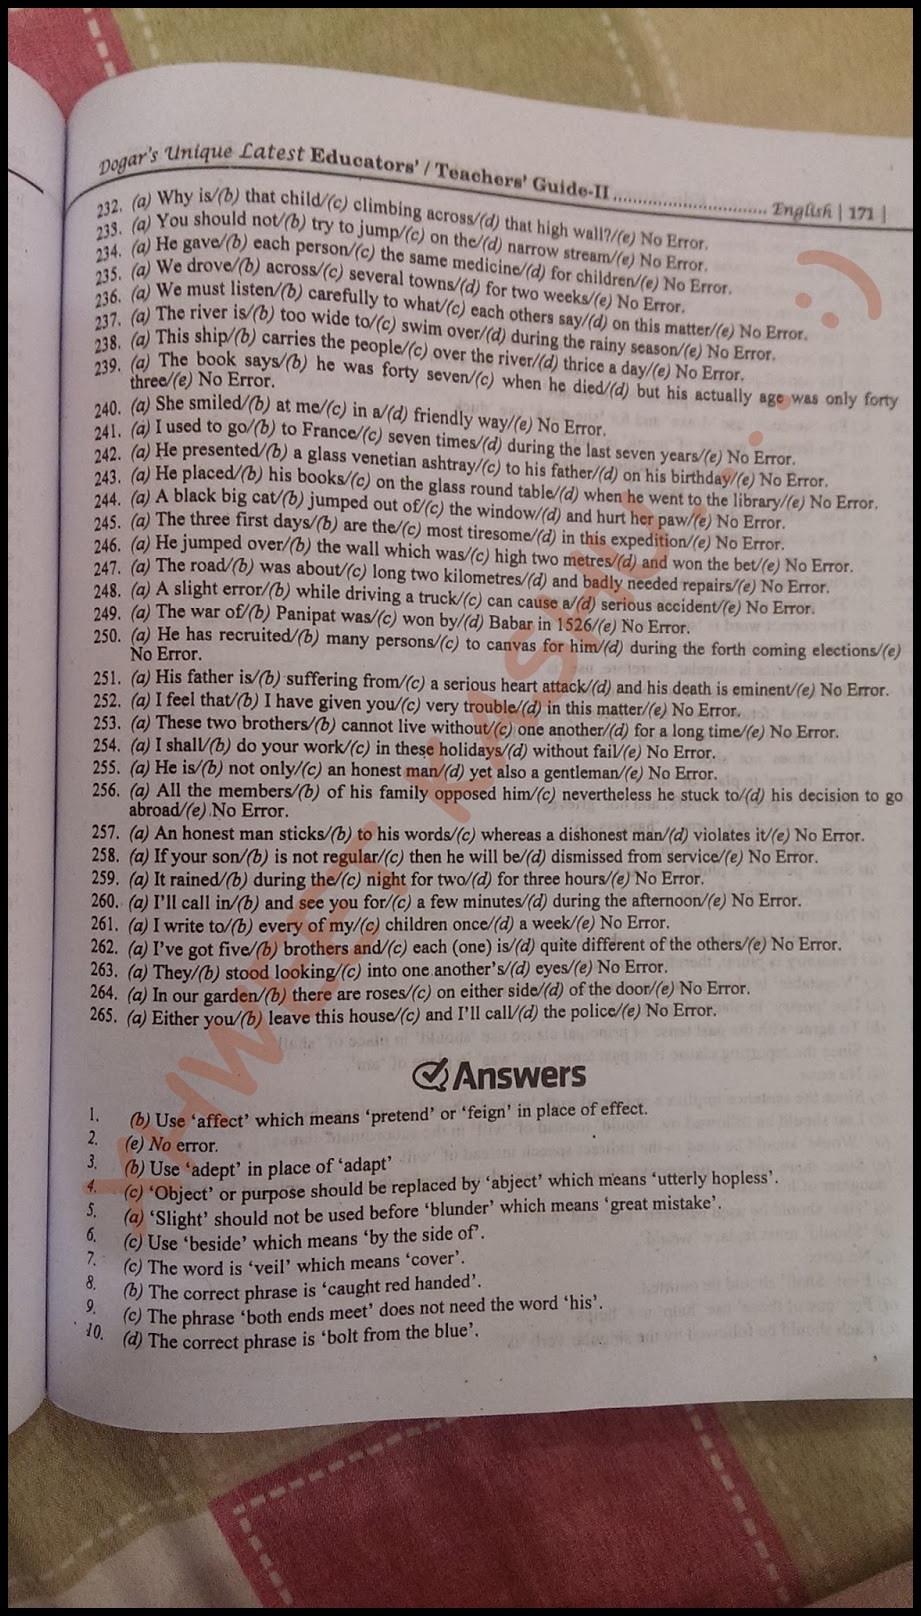 Dogar's Unique Latest Educators' / Teachers' Guide-II ............................ English | 171 |
232. (a) Why is/(b) that child/(c) climbing across/(d) that high wall?/(e) No Error.
233. (a) You should not/(b) try to jump/(c) on the/(d) narrow stream/(e) No Error.
234. (a) He gave/(b) each person/(c) the same medicine/(d) for children/(e) No Error.
235. (a) We drove/(b) across/(c) several towns/(d) for two weeks/(e) No Error.
236. (a) We must listen/(b) carefully to what/(c) each others say/(d) on this matter/(e) No Error.
237. (a) The river is/(b) too wide to/(c) swim over/(d) during the rainy season/(e) No Error.
238. (a) This ship/(b) carries the people/(c) over the river/(d) thrice a day/(e) No Error.
239. (a) The book says/(b) he was forty seven/(c) when he died/(d) but his actually age was only forty
three/(e) No Error.
240. (a) She smiled/(b) at me/(c) in a/(d) friendly way/(e) No Error.
241. (a) I used to go/(b) to France/(c) seven times/(d) during the last seven years/(e) No Error.
242. (a) He presented/(b) a glass venetian ashtray/(c) to his father/(d) on his birthday/(e) No Error.
243. (a) He placed/(b) his books/(c) on the glass round table/(d) when he went to the library/(e) No Error.
244. (a) A black big cat/(b) jumped out of/(c) the window/(d) and hurt her paw/(e) No Error.
245. (a) The three first days/(b) are the/(c) most tiresome/(d) in this expedition/(e) No Error.
246. (a) He jumped over/(b) the wall which was/(c) high two metres/(d) and won the bet/(e) No Error.
247. (a) The road/(b) was about/(c) long two kilometres/(d) and badly needed repairs/(e) No Error.
248. (a) A slight error/(b) while driving a truck/(c) can cause a/(d) serious accident/(e) No Error.
249. (a) The war of/(b) Panipat was/(c) won by/(d) Babar in 1526/(e) No Error.
250. (a) He has recruited/(b) many persons/(c) to canvas for him/(d) during the forth coming elections/(e)
No Error.
251. (a) His father is/(b) suffering from/(c) a serious heart attack/(d) and his death is eminent/(e) No Error.
252. (a) I feel that/(b) I have given you/(c) very trouble/(d) in this matter/(e) No Error.
253. (a) These two brothers/(b) cannot live without/(c) one another/(d) for a long time/(e) No Error.
254. (a) I shall/(b) do your work/(c) in these holidays/(d) without fail/(e) No Error.
255. (a) He is/(b) not only/(c) an honest man/(d) yet also a gentleman/(e) No Error.
256. (a) All the members/(b) of his family opposed him/(c) nevertheless he stuck to/(d) his decision to go
abroad/(e) No Error.
257. (a) An honest man sticks/(b) to his words/(c) whereas a dishonest man/(d) violates it/(e) No Error.
258. (a) If your son/(b) is not regular/(c) then he will be/(d) dismissed from service/(e) No Error.
259. (a) It rained/(b) during the/(c) night for two/(d) for three hours/(e) No Error.
260. (a) I'll call in/(b) and see you for/(c) a few minutes/(d) during the afternoon/(e) No Error.
261. (a) I write to/(b) every of my/(c) children once/(d) a week/(e) No Error.
262. (a) I've got five/(b) brothers and/(c) each (one) is/(d) quite different of the others/(e) No Error.
263. (a) They/(b) stood looking/(c) into one another's/(d) eyes/(e) No Error.
264. (a) In our garden/(b) there are roses/(c) on either side/(d) of the door/(e) No Error.
265. (a) Either you/(b) leave this house/(c) and I'll call/(d) the police/(e) No Error.
Answers
1. (b) Use 'affect' which means 'pretend' or 'feign' in place of effect.
2. (e) No error.
3. (b) Use 'adept' in place of 'adapt'
4. (c) 'Object' or purpose should be replaced by 'abject' which means 'utterly hopless'.
5. (a) 'Slight' should not be used before 'blunder' which means 'great mistake'.
6. (c) Use 'beside' which means 'by the side of'.
7. (c) The word is 'veil' which means 'cover'.
8. (b) The correct phrase is 'caught red handed'.
9. (c) The phrase 'both ends meet' does not need the word 'his'.
10. (d) The correct phrase is 'bolt from the blue'.